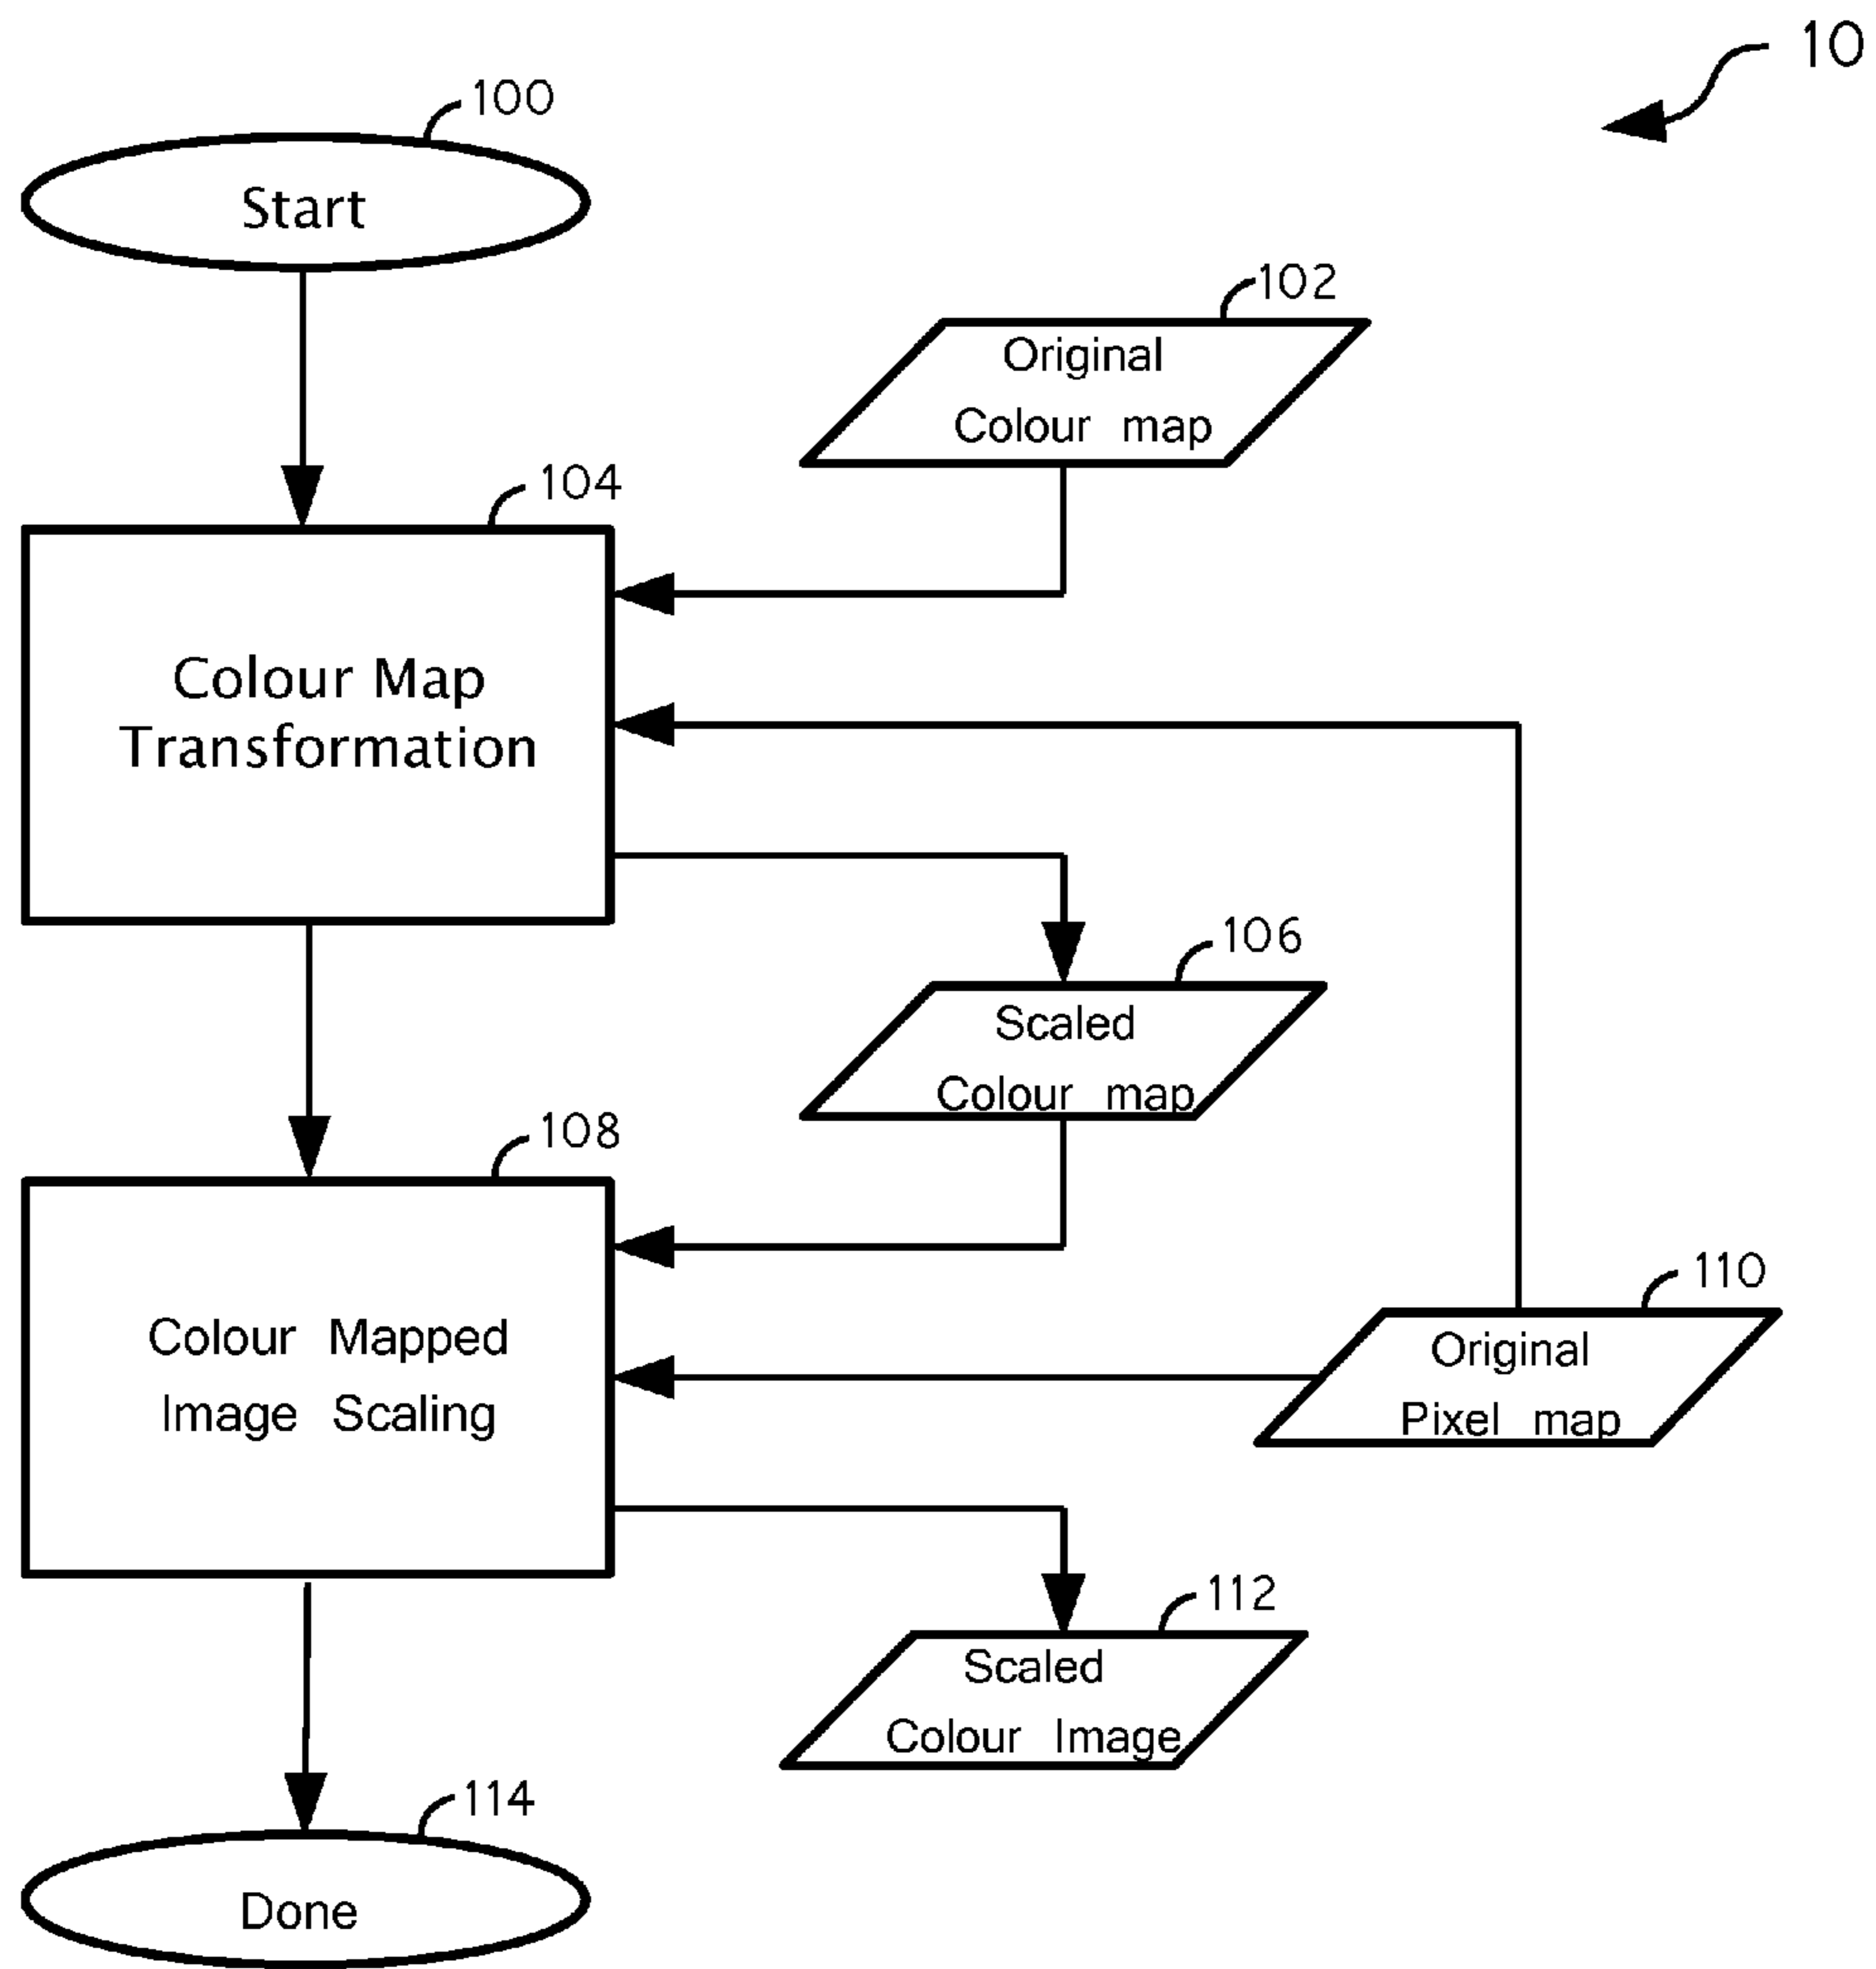 10
100
Start
102
Original
Colour map
104
Colour Map
Transformation
106
Scaled
Colour map
108
Colour Mapped
Image Scaling
110
Original
Pixel map
112
Scaled
Colour Image
114
Done